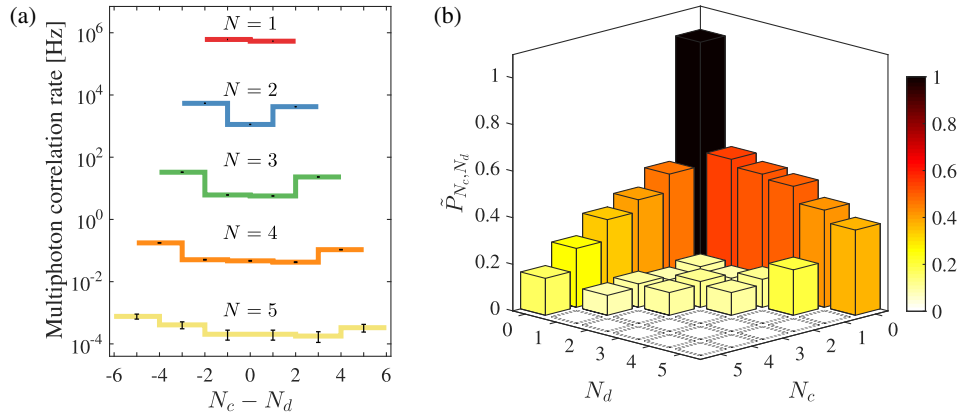 (a)
Multiphoton correlation rate [Hz]
10^6
10^4
10^2
10^0
10^-2
10^-4
N = 1
N = 2
N = 3
N = 4
N = 5
-6 -4 -2 0 2 4 6
N_c − N_d
(b)
P̃_{N_c,N_d}
1
0.8
0.6
0.4
0.2
0
0 1 2 3 4 5
N_d
5 4 3 2 1 0
N_c
1
0.8
0.6
0.4
0.2
0